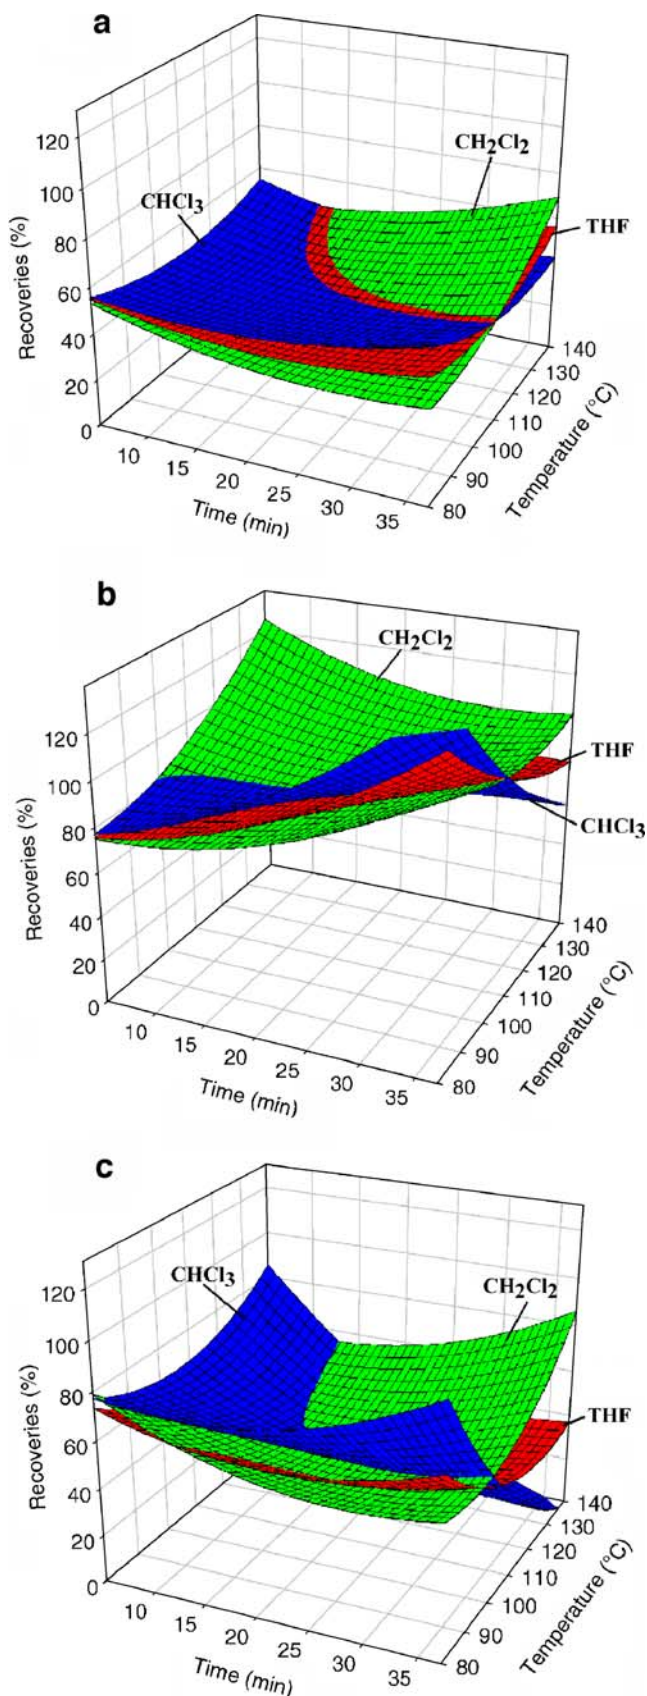 a
120
100
80
60
40
20
0
Recoveries (%)
CHCl3
CH2Cl2
THF
10
15
20
25
30
35
Time (min)
80
90
100
110
120
130
140
Temperature (°C)
b
120
100
80
60
40
20
0
Recoveries (%)
CH2Cl2
THF
CHCl3
10
15
20
25
30
35
Time (min)
80
90
100
110
120
130
140
Temperature (°C)
c
120
100
80
60
40
20
0
Recoveries (%)
CHCl3
CH2Cl2
THF
10
15
20
25
30
35
Time (min)
80
90
100
110
120
130
140
Temperature (°C)